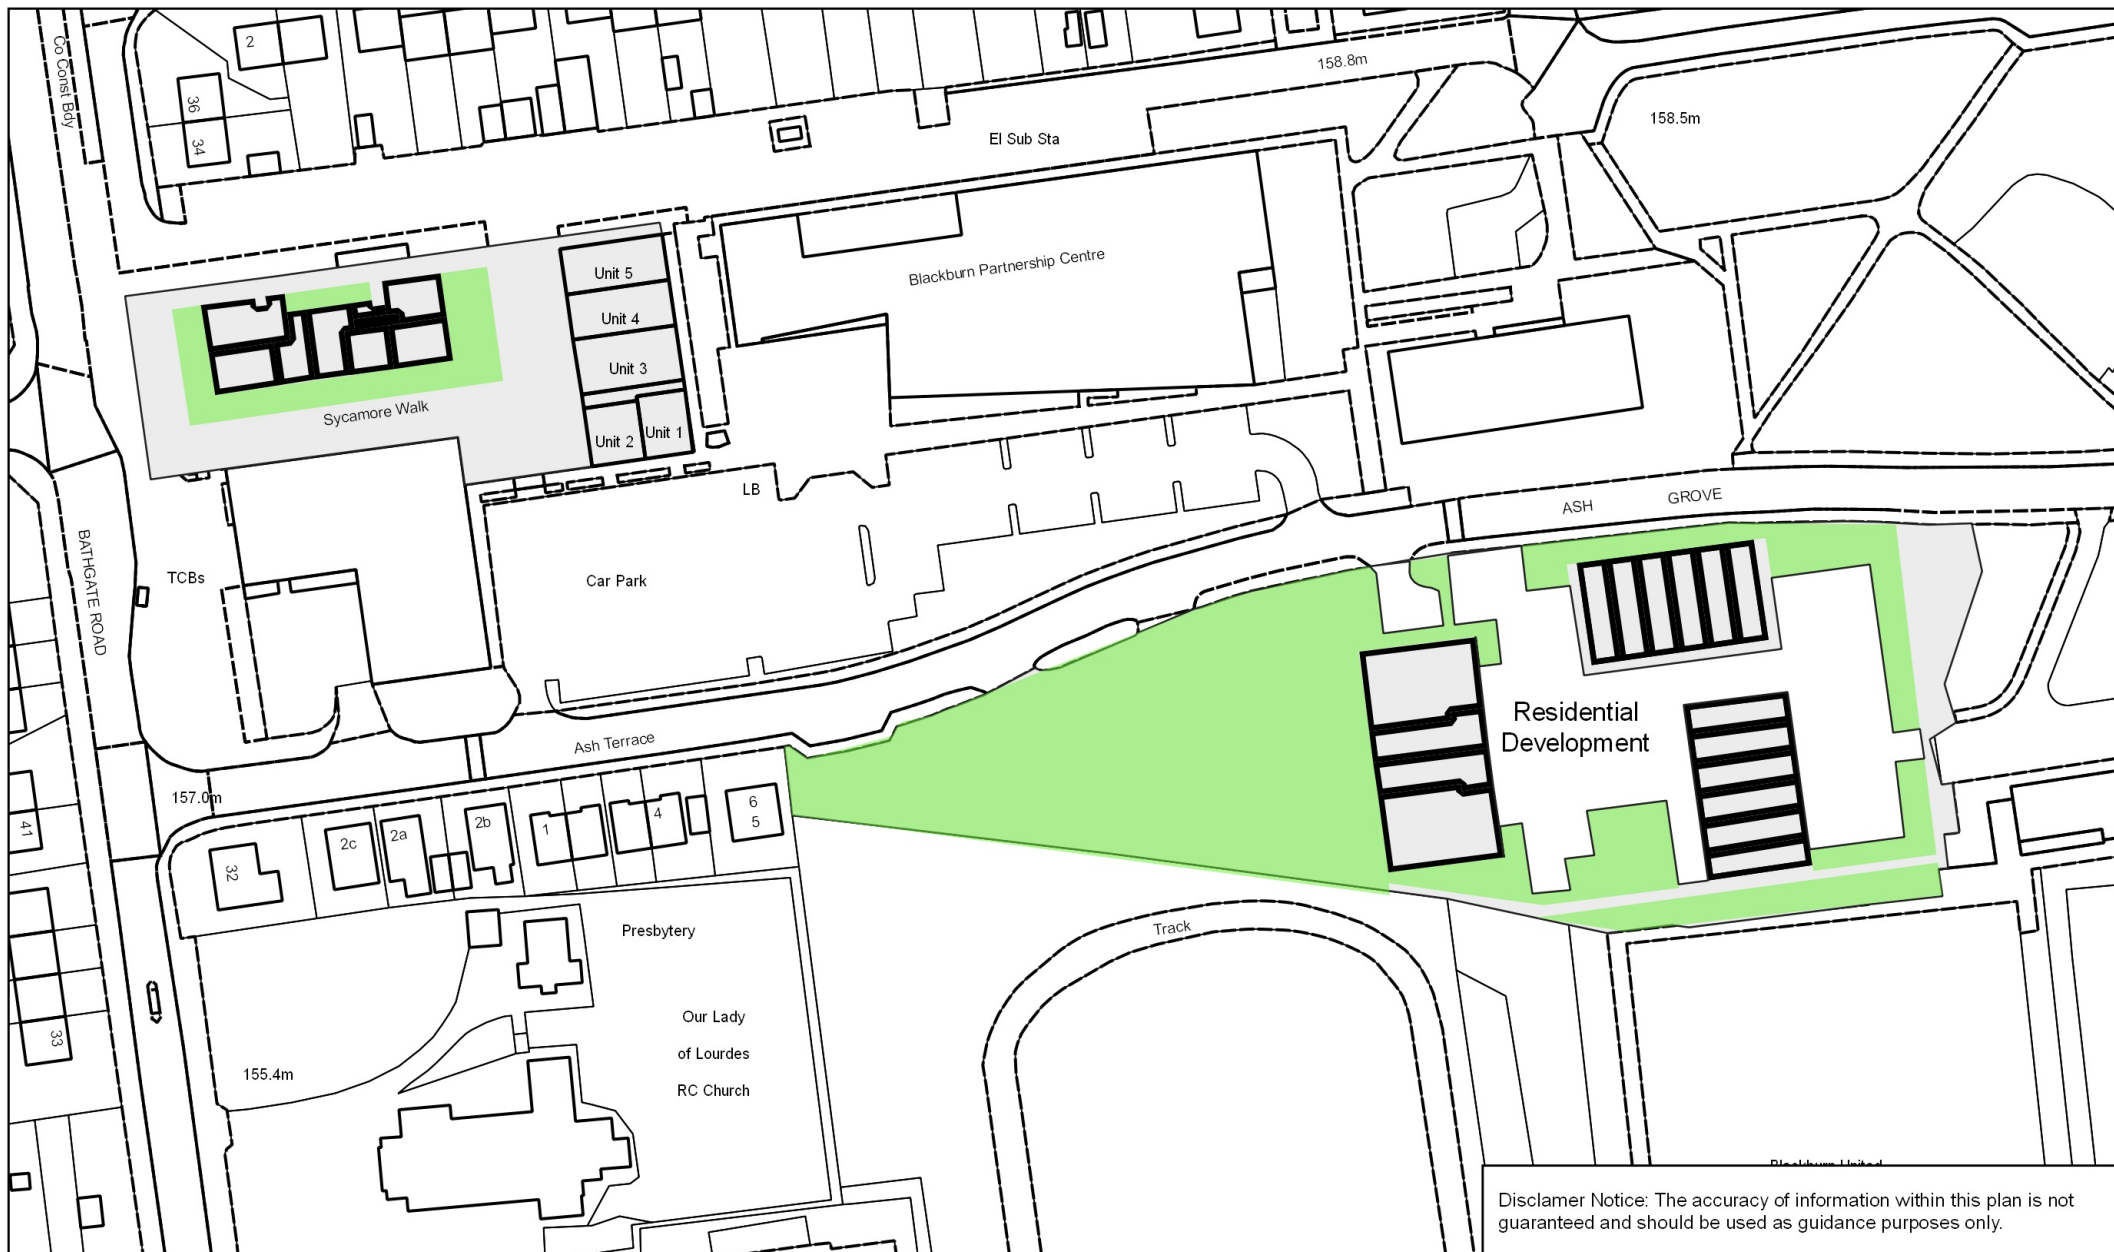 Co Const Bdy
2
36
34
158.8m
158.5m
El Sub Sta
Blackburn Partnership Centre
Unit 5
Unit 4
Unit 3
Unit 2
Unit 1
Sycamore Walk
LB
ASH GROVE
BATHGATE ROAD
TCBs
Car Park
Residential
Development
Ash Terrace
157.0m
41
32
2c
2a
2b
1
4
6
5
Presbytery
Track
33
Our Lady
of Lourdes
RC Church
155.4m
Blackburn United
Disclamer Notice: The accuracy of information within this plan is not
guaranteed and should be used as guidance purposes only.